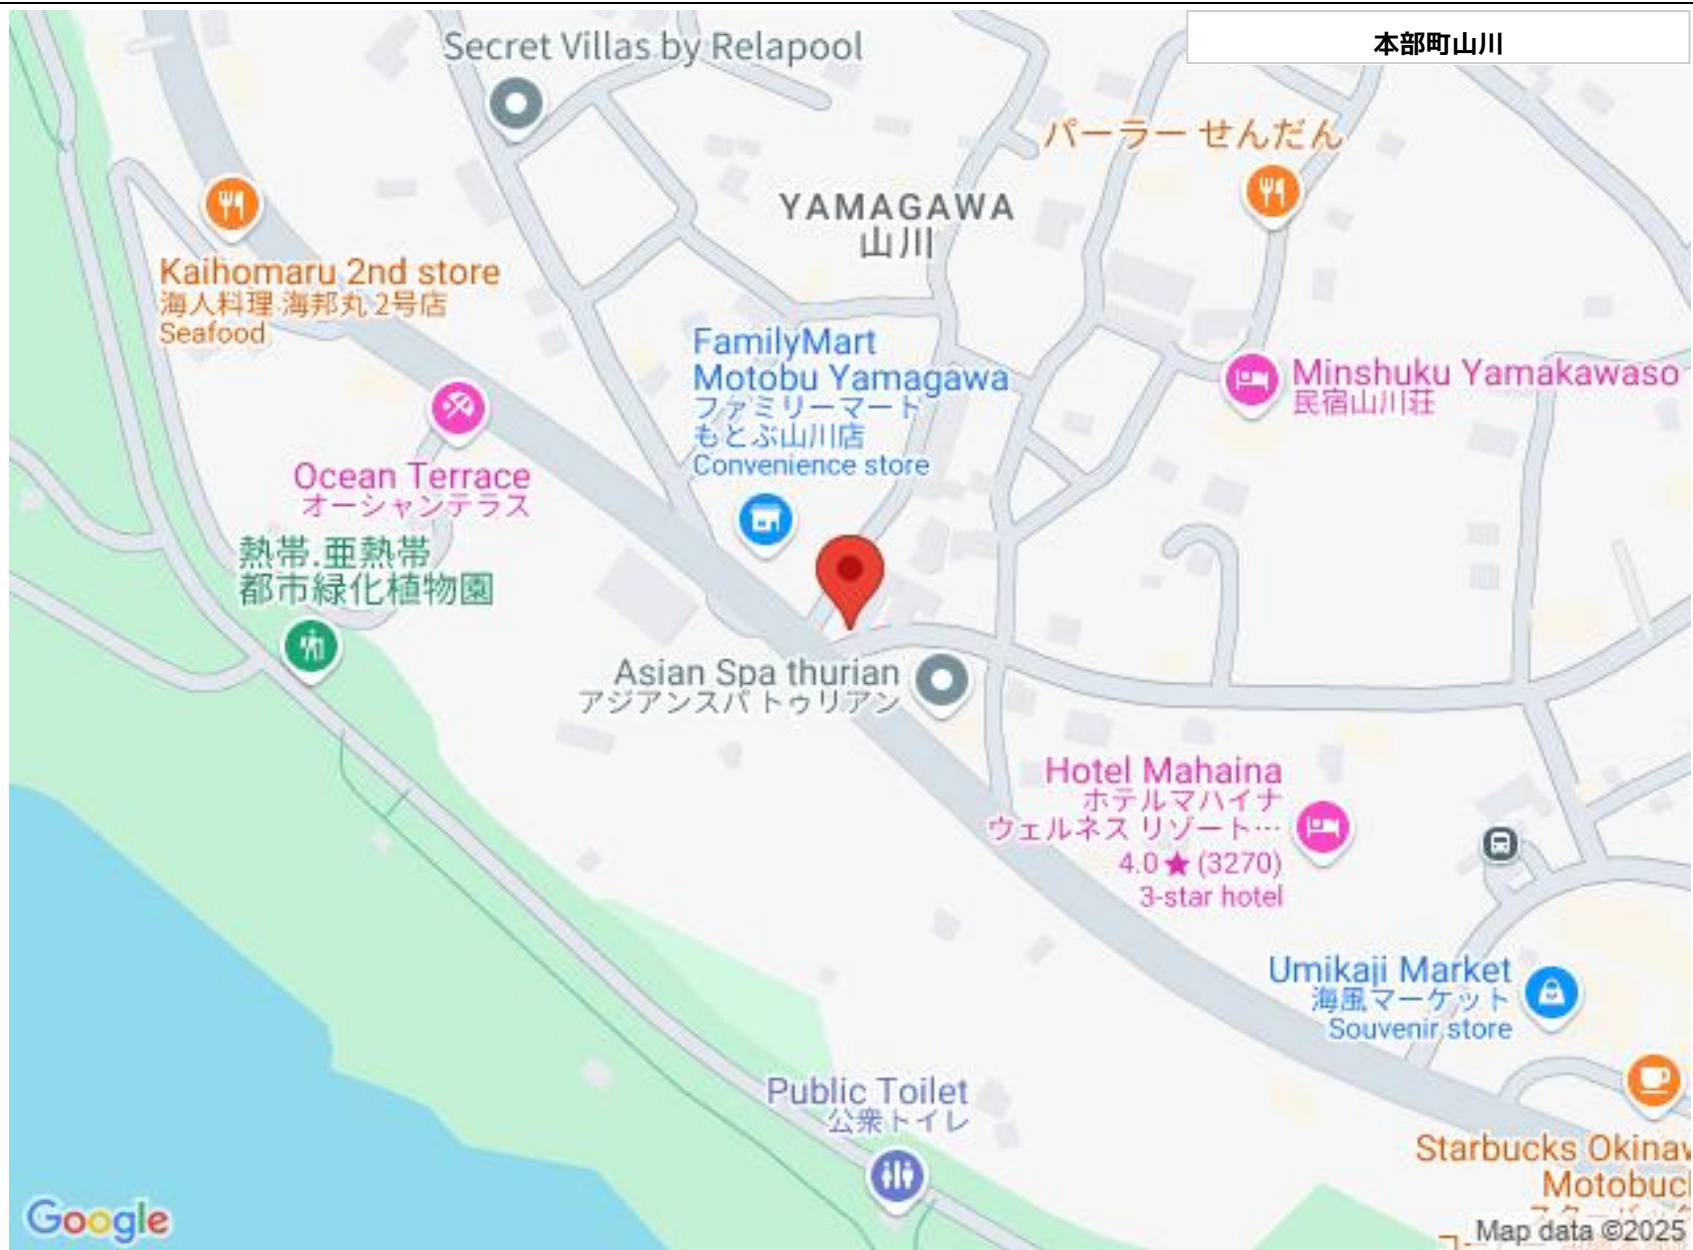 本部町山川
Secret Villas by Relapool
パーラー せんだん
YAMAGAWA
山川
Kaihomaru 2nd store
海人料理 海邦丸 2号店
Seafood
FamilyMart
Motobu Yamagawa
ファミリーマート
もとぶ山川店
Convenience store
Minshuku Yamakawaso
民宿山川荘
Ocean Terrace
オーシャンテラス
熱帯.亜熱帯
都市緑化植物園
Asian Spa thurian
アジアンスパ トゥリアン
Hotel Mahaina
ホテルマハイナ
ウェルネス リゾート…
4.0★(3270)
3-star hotel
Umikaji Market
海風マーケット
Souvenir store
Public Toilet
公衆トイレ
Starbucks Okinaw
Motobuc
Google
Map data ©2025